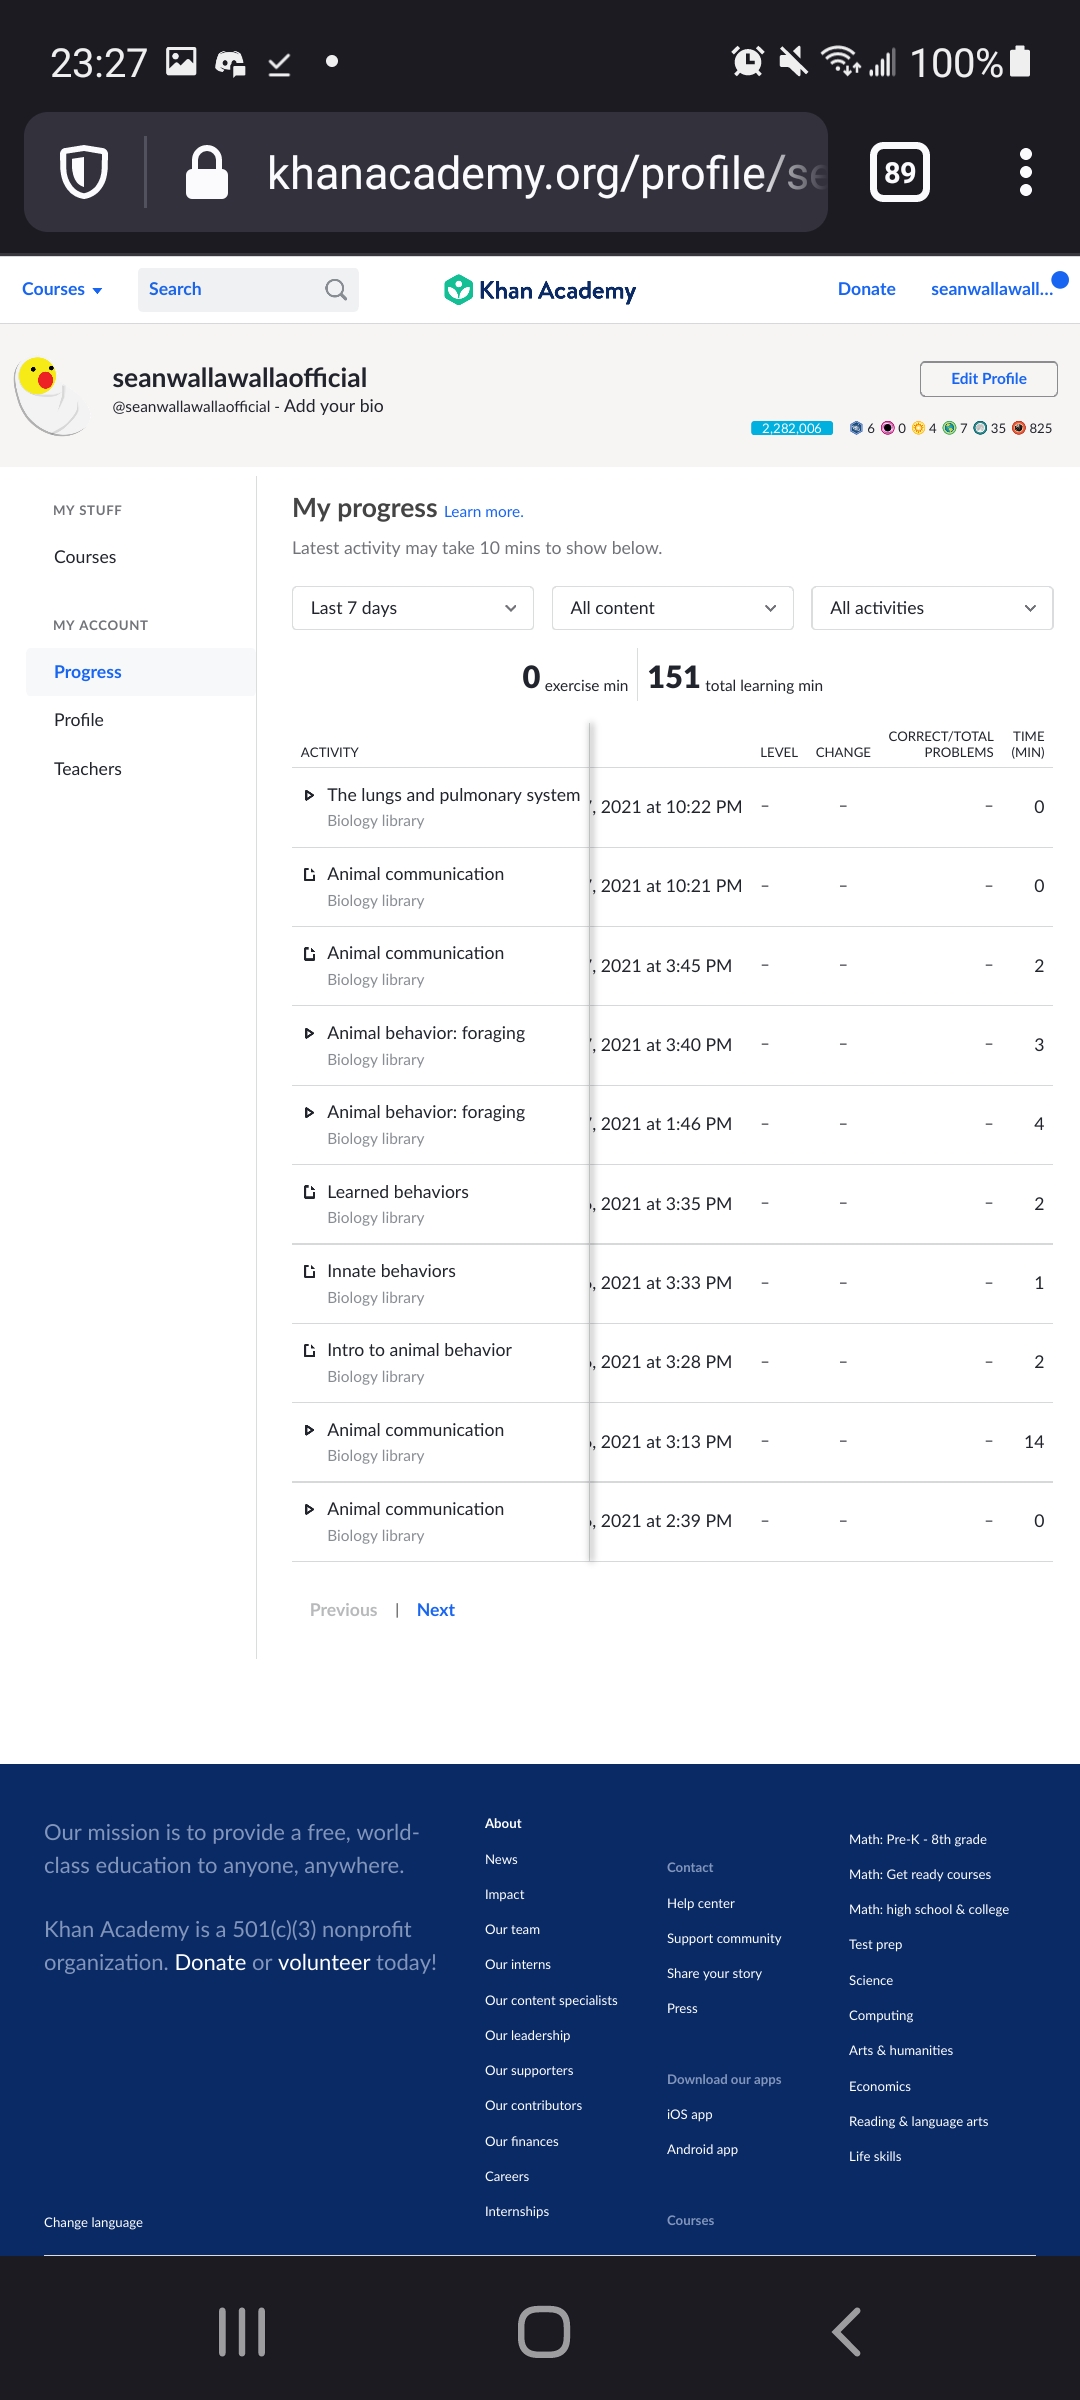 23:27
100%
khanacademy.org/profile/se
89
Courses
Search
Khan Academy
Donate
seanwallawall...
seanwallawallaofficial
@seanwallawallaofficial - Add your bio
Edit Profile
2,282,006 6 0 4 7 35 825
MY STUFF
Courses
MY ACCOUNT
Progress
Profile
Teachers
My progress Learn more.
Latest activity may take 10 mins to show below.
Last 7 days
All content
All activities
0 exercise min
151 total learning min
ACTIVITY LEVEL CHANGE CORRECT/TOTAL PROBLEMS TIME (MIN)
The lungs and pulmonary system , 2021 at 10:22 PM – – – 0
Biology library
Animal communication , 2021 at 10:21 PM – – – 0
Biology library
Animal communication , 2021 at 3:45 PM – – – 2
Biology library
Animal behavior: foraging , 2021 at 3:40 PM – – – 3
Biology library
Animal behavior: foraging , 2021 at 1:46 PM – – – 4
Biology library
Learned behaviors , 2021 at 3:35 PM – – – 2
Biology library
Innate behaviors , 2021 at 3:33 PM – – – 1
Biology library
Intro to animal behavior , 2021 at 3:28 PM – – – 2
Biology library
Animal communication , 2021 at 3:13 PM – – – 14
Biology library
Animal communication , 2021 at 2:39 PM – – – 0
Biology library
Previous | Next
Our mission is to provide a free, world-
class education to anyone, anywhere.
Khan Academy is a 501(c)(3) nonprofit
organization. Donate or volunteer today!
Change language
About
News
Impact
Our team
Our interns
Our content specialists
Our leadership
Our supporters
Our contributors
Our finances
Careers
Internships
Contact
Help center
Support community
Share your story
Press
Download our apps
iOS app
Android app
Courses
Math: Pre-K - 8th grade
Math: Get ready courses
Math: high school & college
Test prep
Science
Computing
Arts & humanities
Economics
Reading & language arts
Life skills